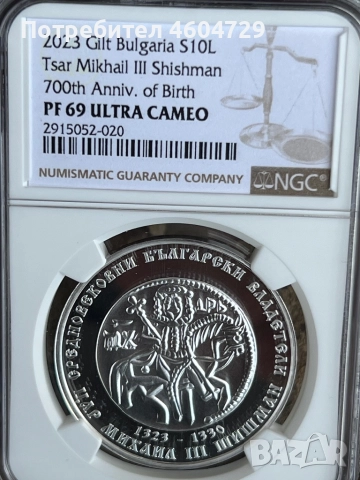 Потребител 4604729
2023 Gilt Bulgaria S10L
Tsar Mikhail III Shishman
700th Anniv. of Birth
PF 69 ULTRA CAMEO
2915052-020
NUMISMATIC GUARANTY COMPANY NGC
СРЕДНОВЕКОВНИ БЪЛГАРСКИ ВЛАДЕТЕЛИ
МИХАИЛ III ШИШМАН
1323 - 1330
БАЗАР